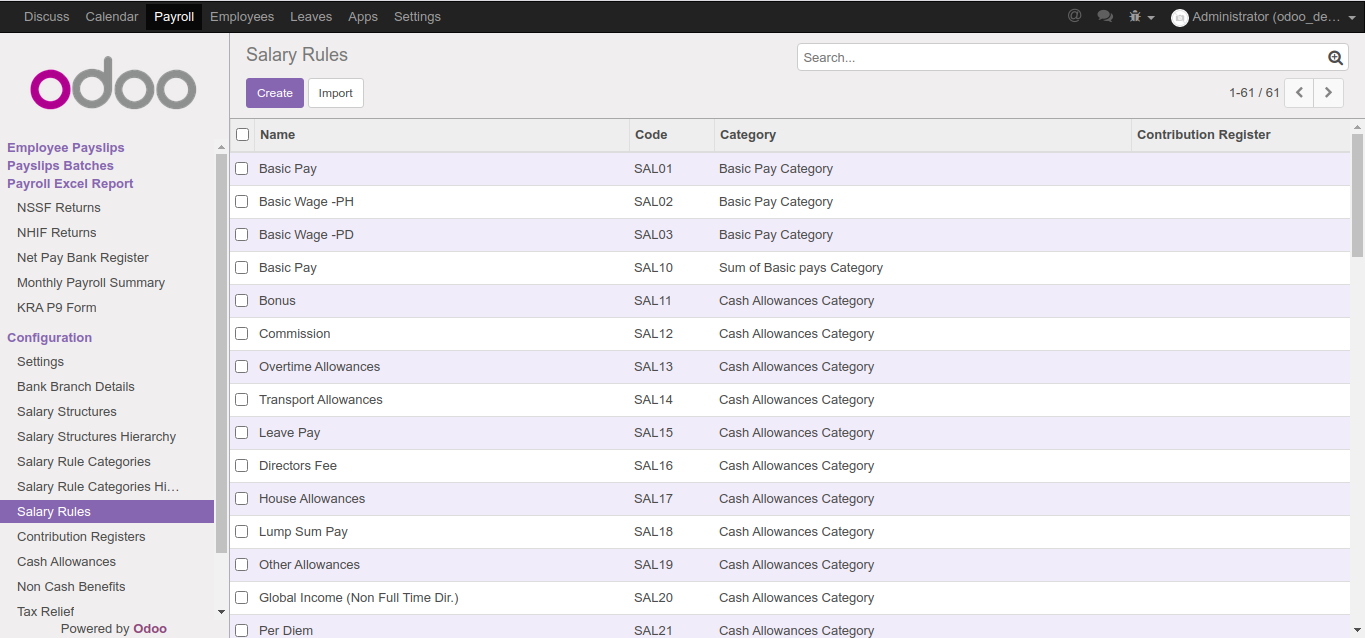 Discuss Calendar Payroll Employees Leaves Apps Settings @ Administrator (odoo_de...
odoo
Employee Payslips
Payslips Batches
Payroll Excel Report
NSSF Returns
NHIF Returns
Net Pay Bank Register
Monthly Payroll Summary
KRA P9 Form
Configuration
Settings
Bank Branch Details
Salary Structures
Salary Structures Hierarchy
Salary Rule Categories
Salary Rule Categories Hi...
Salary Rules
Contribution Registers
Cash Allowances
Non Cash Benefits
Tax Relief
Powered by Odoo
Salary Rules
Search...
Create Import
1-61 / 61
Name Code Category Contribution Register
Basic Pay SAL01 Basic Pay Category
Basic Wage -PH SAL02 Basic Pay Category
Basic Wage -PD SAL03 Basic Pay Category
Basic Pay SAL10 Sum of Basic pays Category
Bonus SAL11 Cash Allowances Category
Commission SAL12 Cash Allowances Category
Overtime Allowances SAL13 Cash Allowances Category
Transport Allowances SAL14 Cash Allowances Category
Leave Pay SAL15 Cash Allowances Category
Directors Fee SAL16 Cash Allowances Category
House Allowances SAL17 Cash Allowances Category
Lump Sum Pay SAL18 Cash Allowances Category
Other Allowances SAL19 Cash Allowances Category
Global Income (Non Full Time Dir.) SAL20 Cash Allowances Category
Per Diem SAL21 Cash Allowances Category